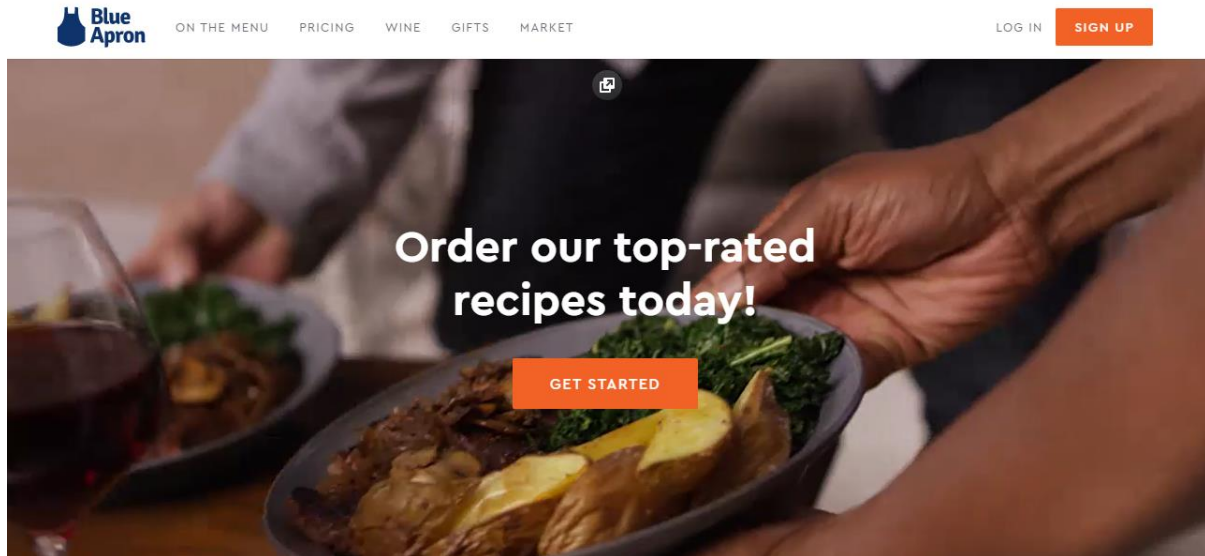 Blue
Apron
ON THE MENU PRICING WINE GIFTS MARKET LOG IN SIGN UP
Order our top-rated
recipes today!
GET STARTED